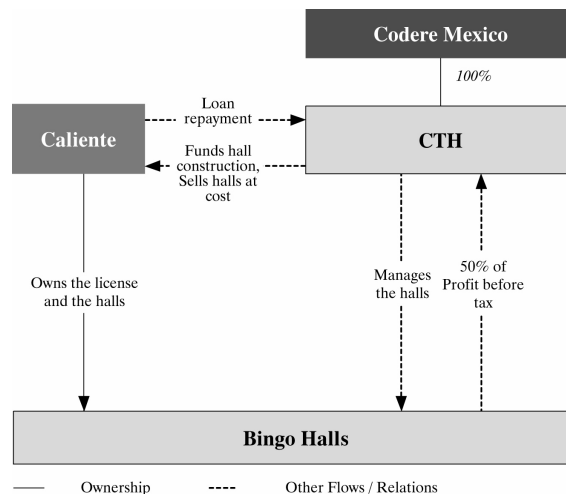 Codere Mexico
100%
Loan
repayment
Caliente
CTH
Funds hall
construction,
Sells halls at
cost
Owns the license
and the halls
Manages
the halls
50% of
Profit before
tax
Bingo Halls
Ownership
Other Flows / Relations